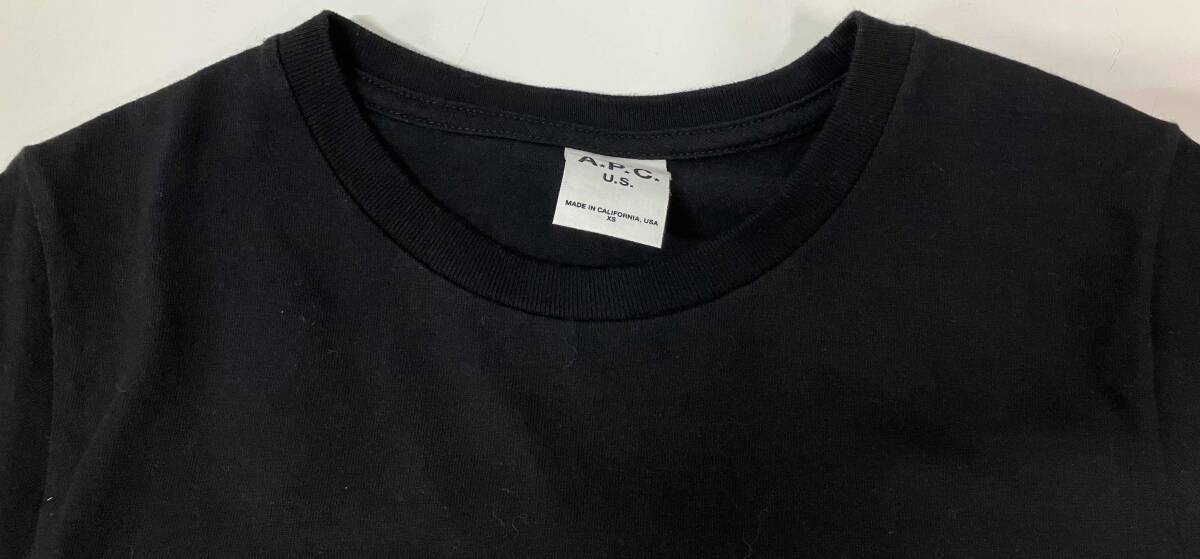 A.P.C.
U.S.
MADE IN CALIFORNIA, USA
XS